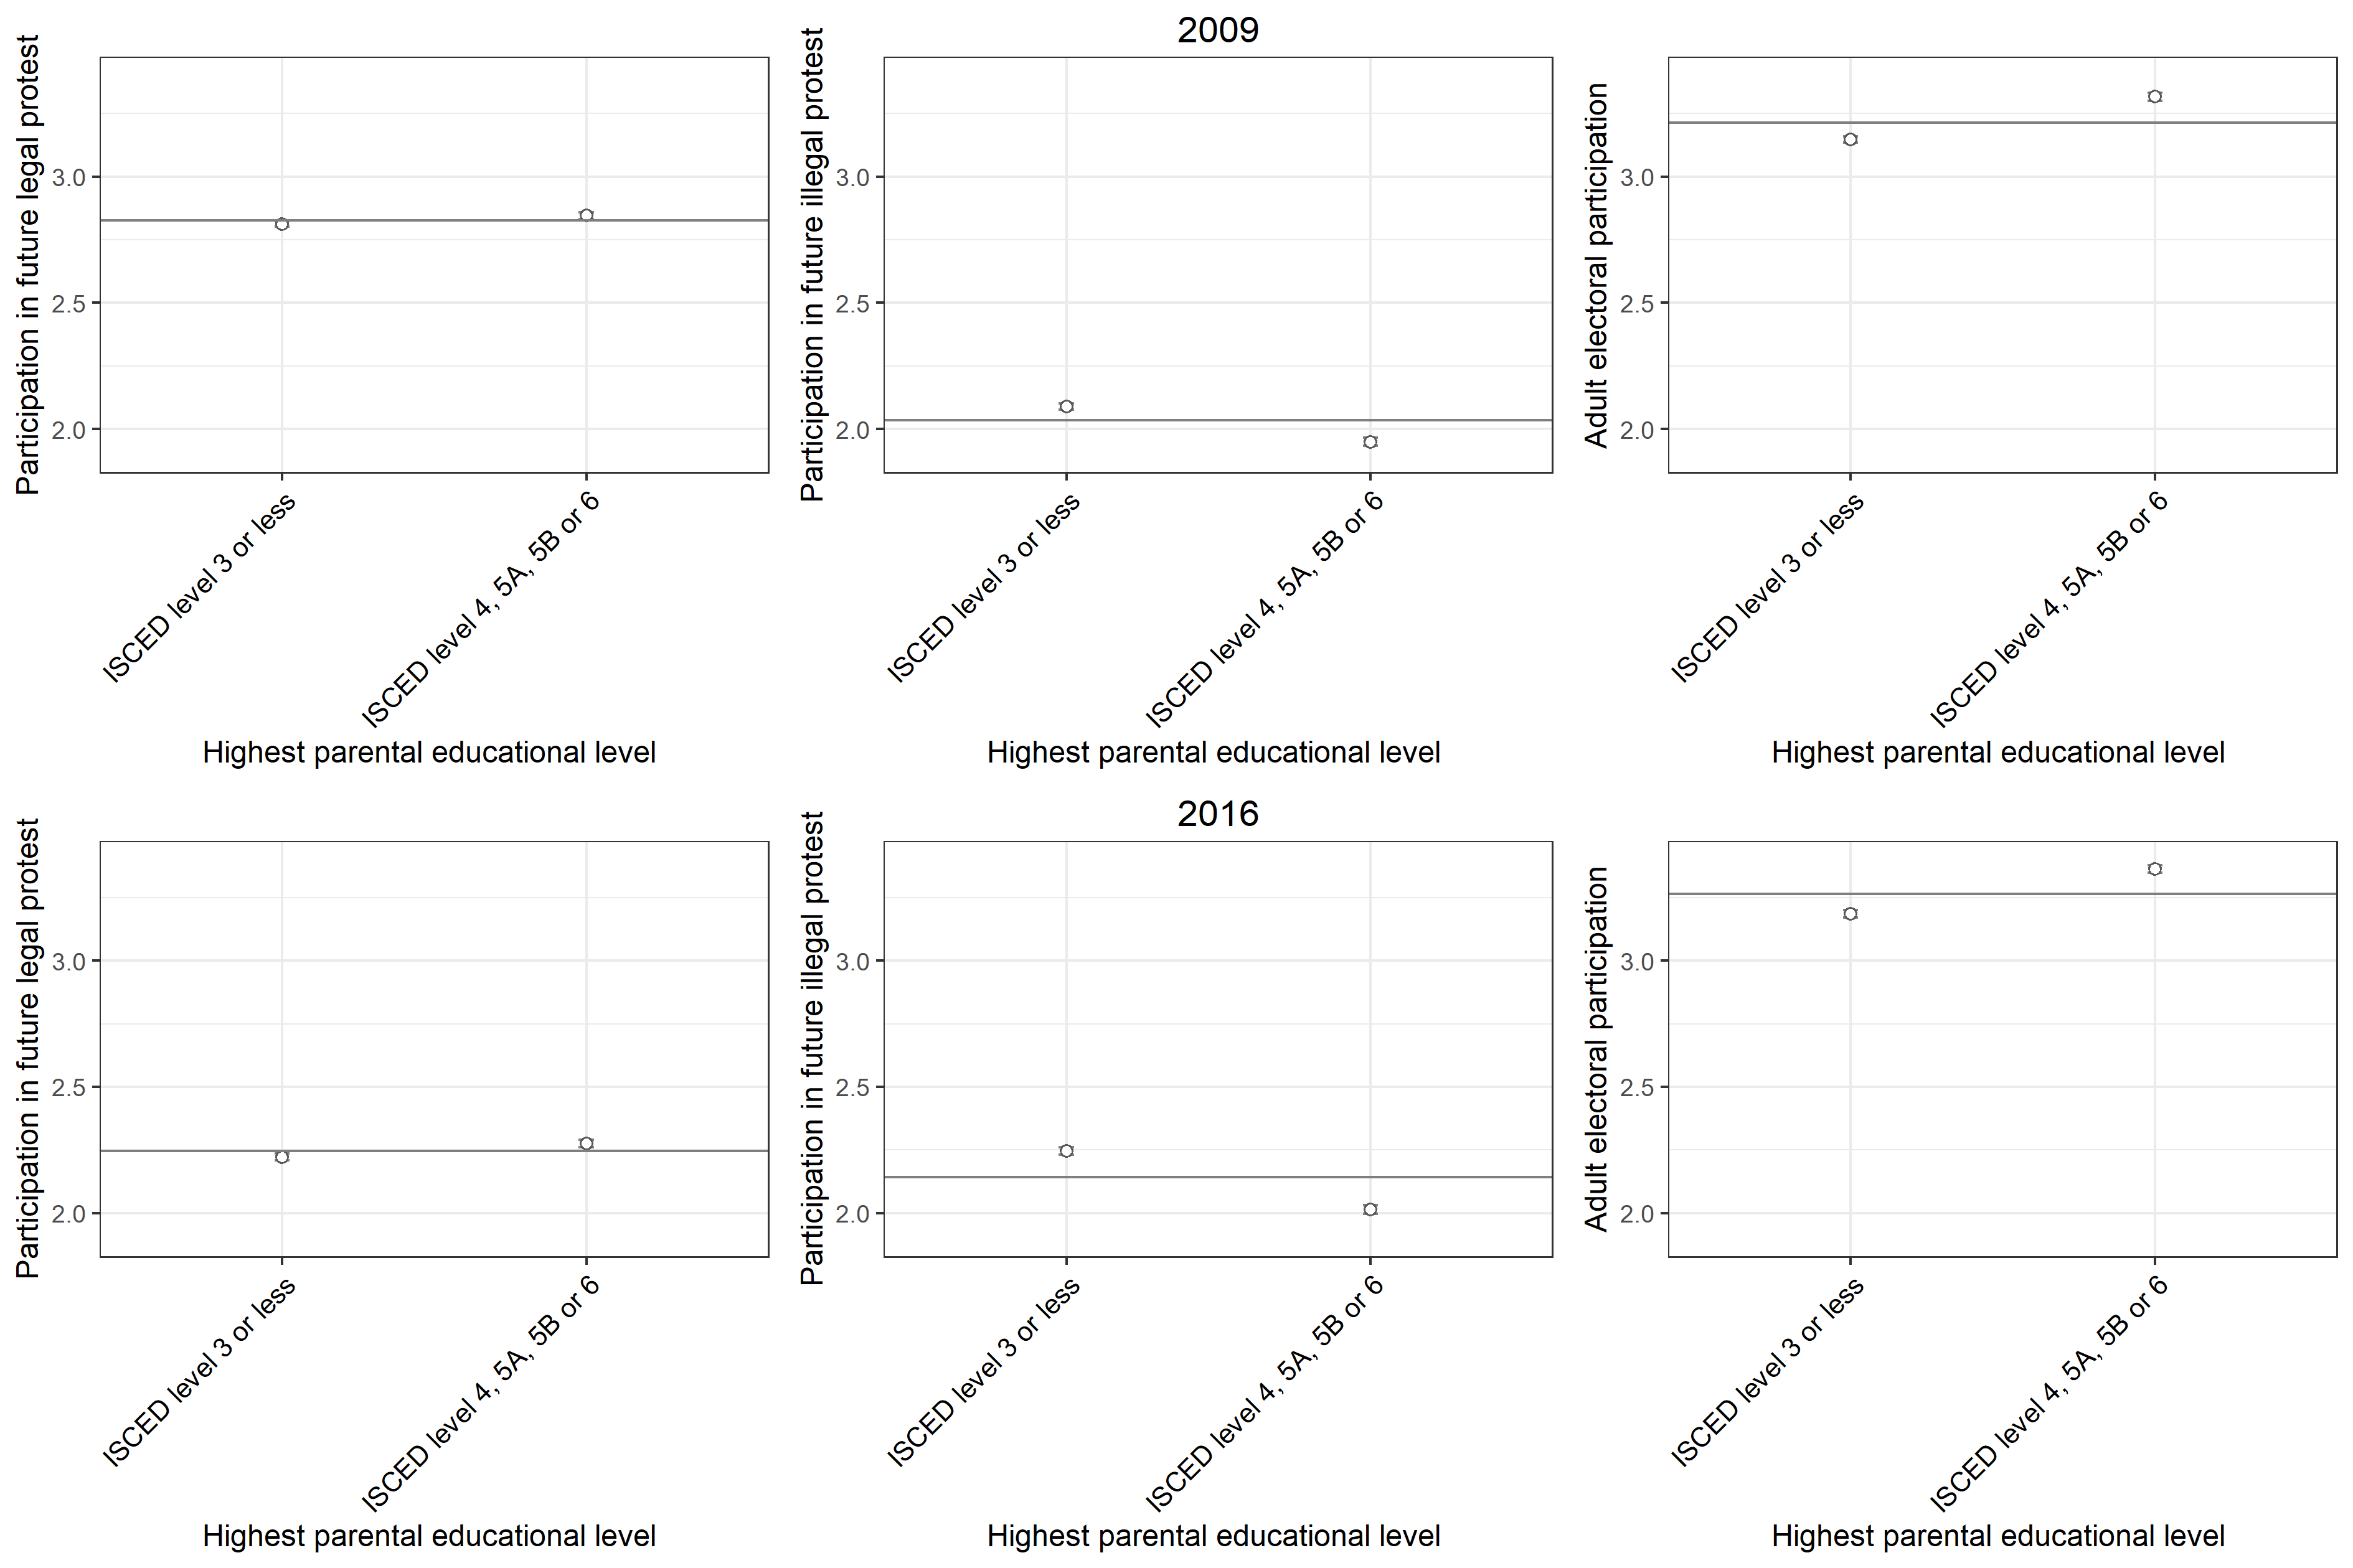 2009
Participation in future legal protest
3.0
2.5
2.0
ISCED level 3 or less
ISCED level 4, 5A, 5B or 6
Highest parental educational level
Participation in future illegal protest
3.0
2.5
2.0
ISCED level 3 or less
ISCED level 4, 5A, 5B or 6
Highest parental educational level
Adult electoral participation
3.0
2.5
2.0
ISCED level 3 or less
ISCED level 4, 5A, 5B or 6
Highest parental educational level
2016
Participation in future legal protest
3.0
2.5
2.0
ISCED level 3 or less
ISCED level 4, 5A, 5B or 6
Highest parental educational level
Participation in future illegal protest
3.0
2.5
2.0
ISCED level 3 or less
ISCED level 4, 5A, 5B or 6
Highest parental educational level
Adult electoral participation
3.0
2.5
2.0
ISCED level 3 or less
ISCED level 4, 5A, 5B or 6
Highest parental educational level